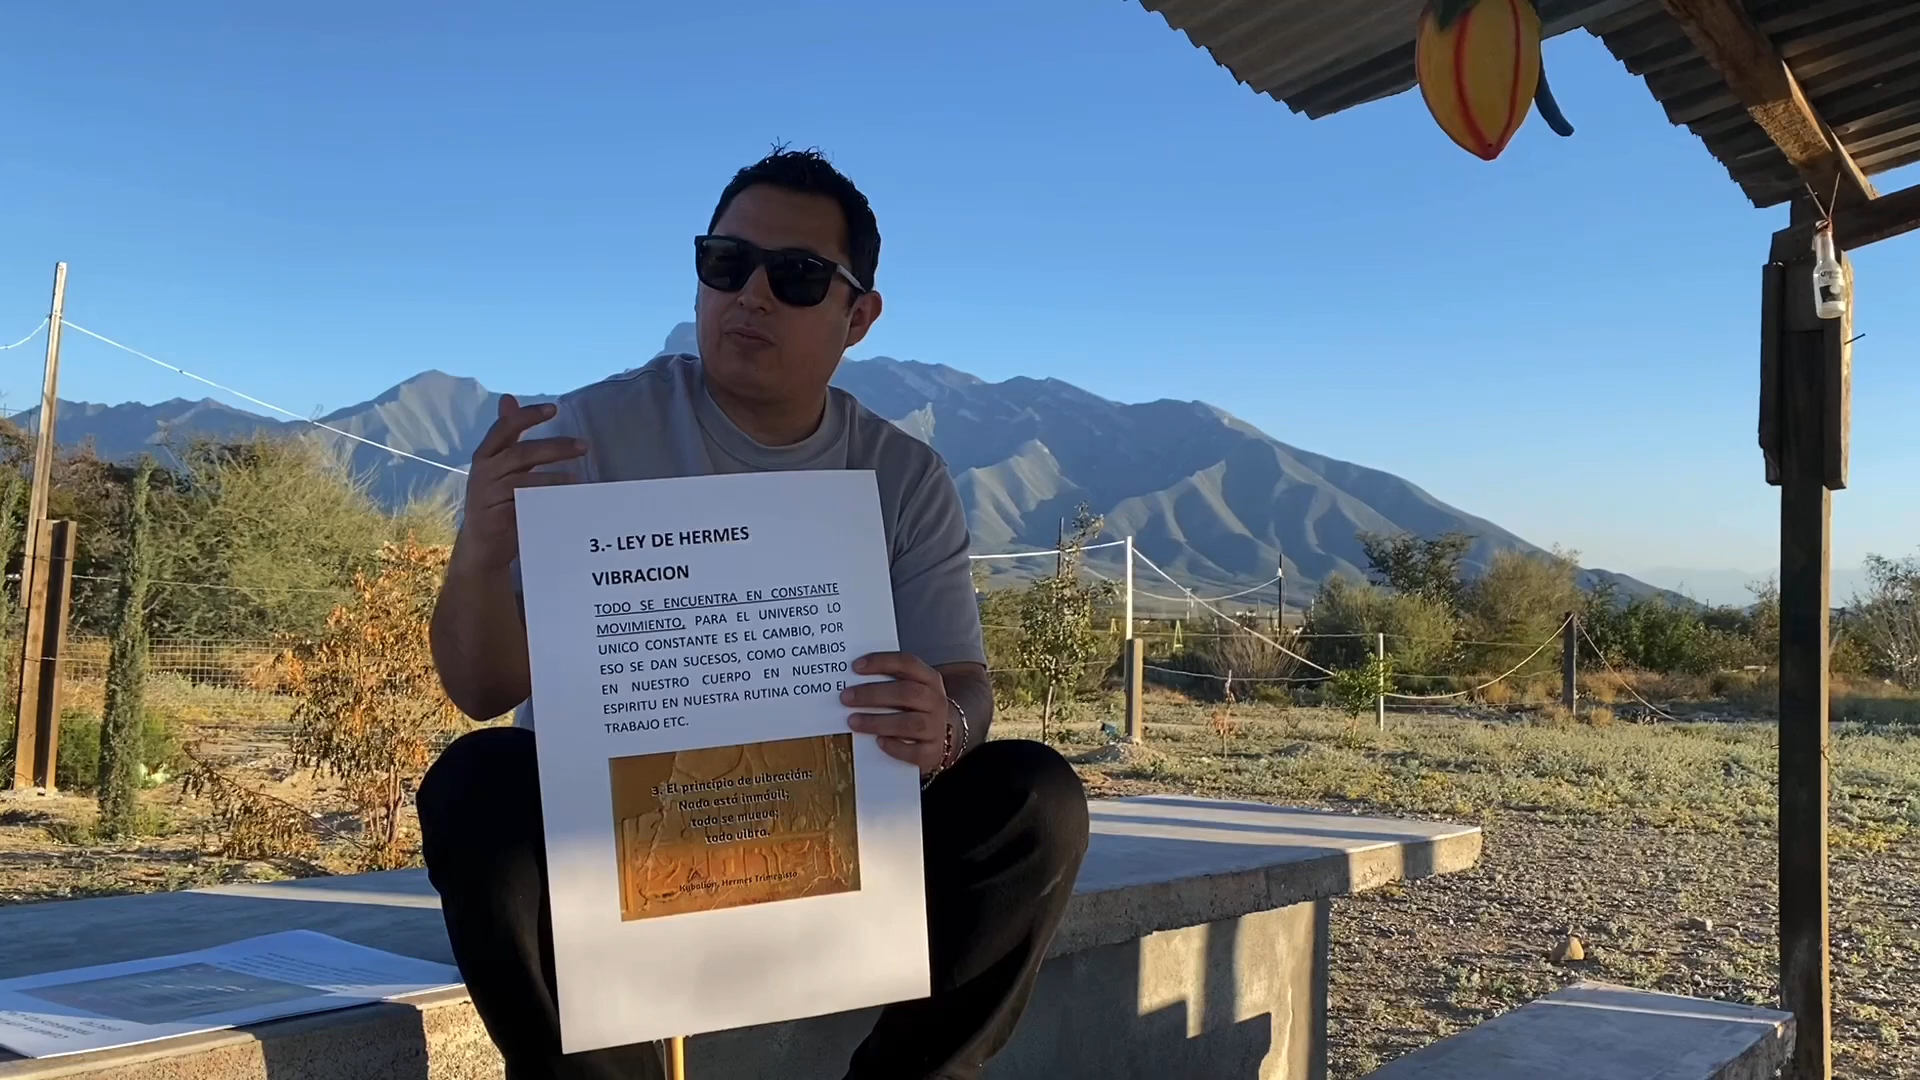 3.- LEY DE HERMES
VIBRACION
TODO SE ENCUENTRA EN CONSTANTE
MOVIMIENTO, PARA EL UNIVERSO LO
UNICO CONSTANTE ES EL CAMBIO, POR
ESO SE DAN SUCESOS, COMO CAMBIOS
EN NUESTRO CUERPO EN NUESTRO
ESPIRITU EN NUESTRA RUTINA COMO EL
TRABAJO ETC.
3. El principio de vibración:
Nada está inmóvil;
todo se mueve;
todo vibra.
Kybalión, Hermes Trimegisto